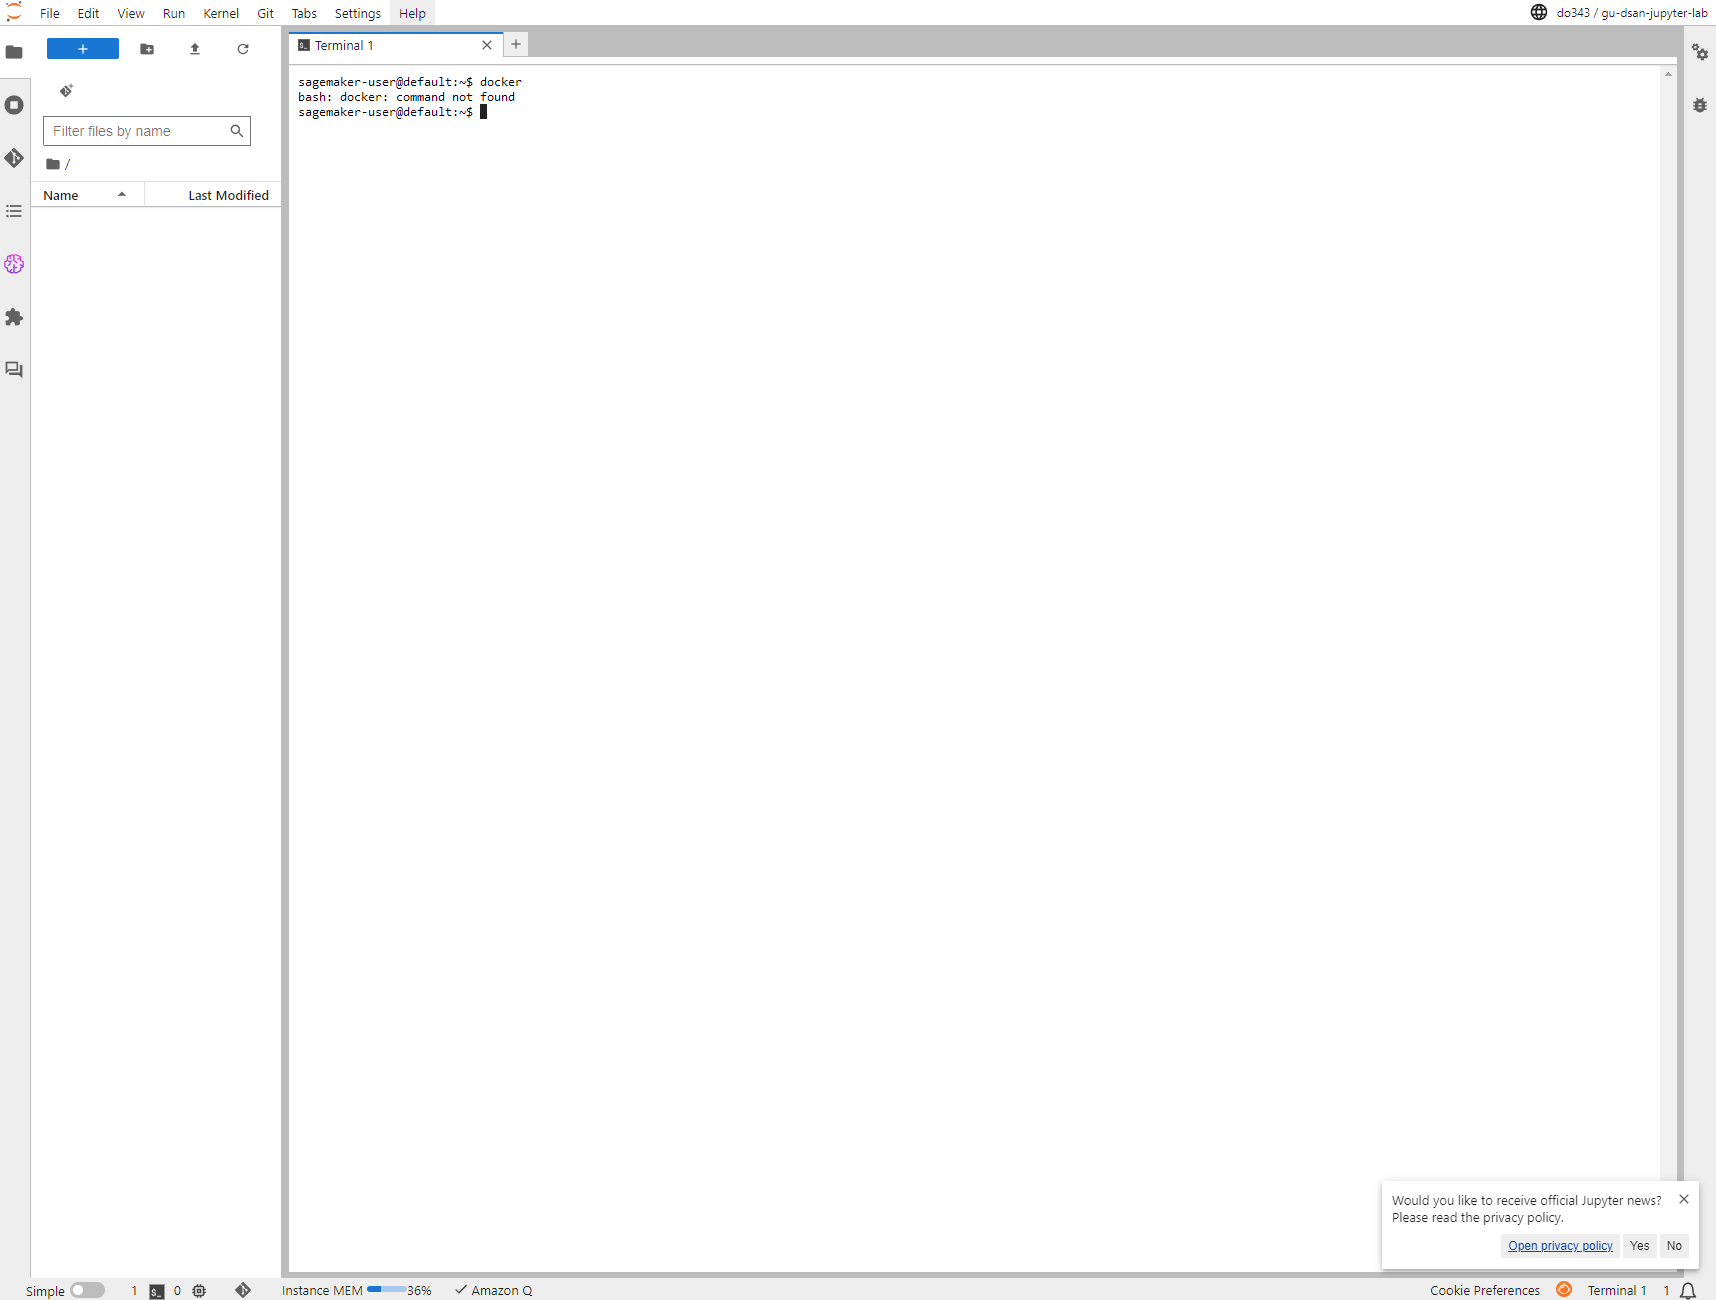 File Edit View Run Kernel Git Tabs Settings Help
do343 / gu-dsan-jupyter-lab
+
Terminal 1
Filter files by name
/
Name Last Modified
sagemaker-user@default:~$ docker
bash: docker: command not found
sagemaker-user@default:~$
Would you like to receive official Jupyter news?
Please read the privacy policy.
Open privacy policy Yes No
Simple 1 0 Instance MEM 36% Amazon Q Cookie Preferences Terminal 1 1